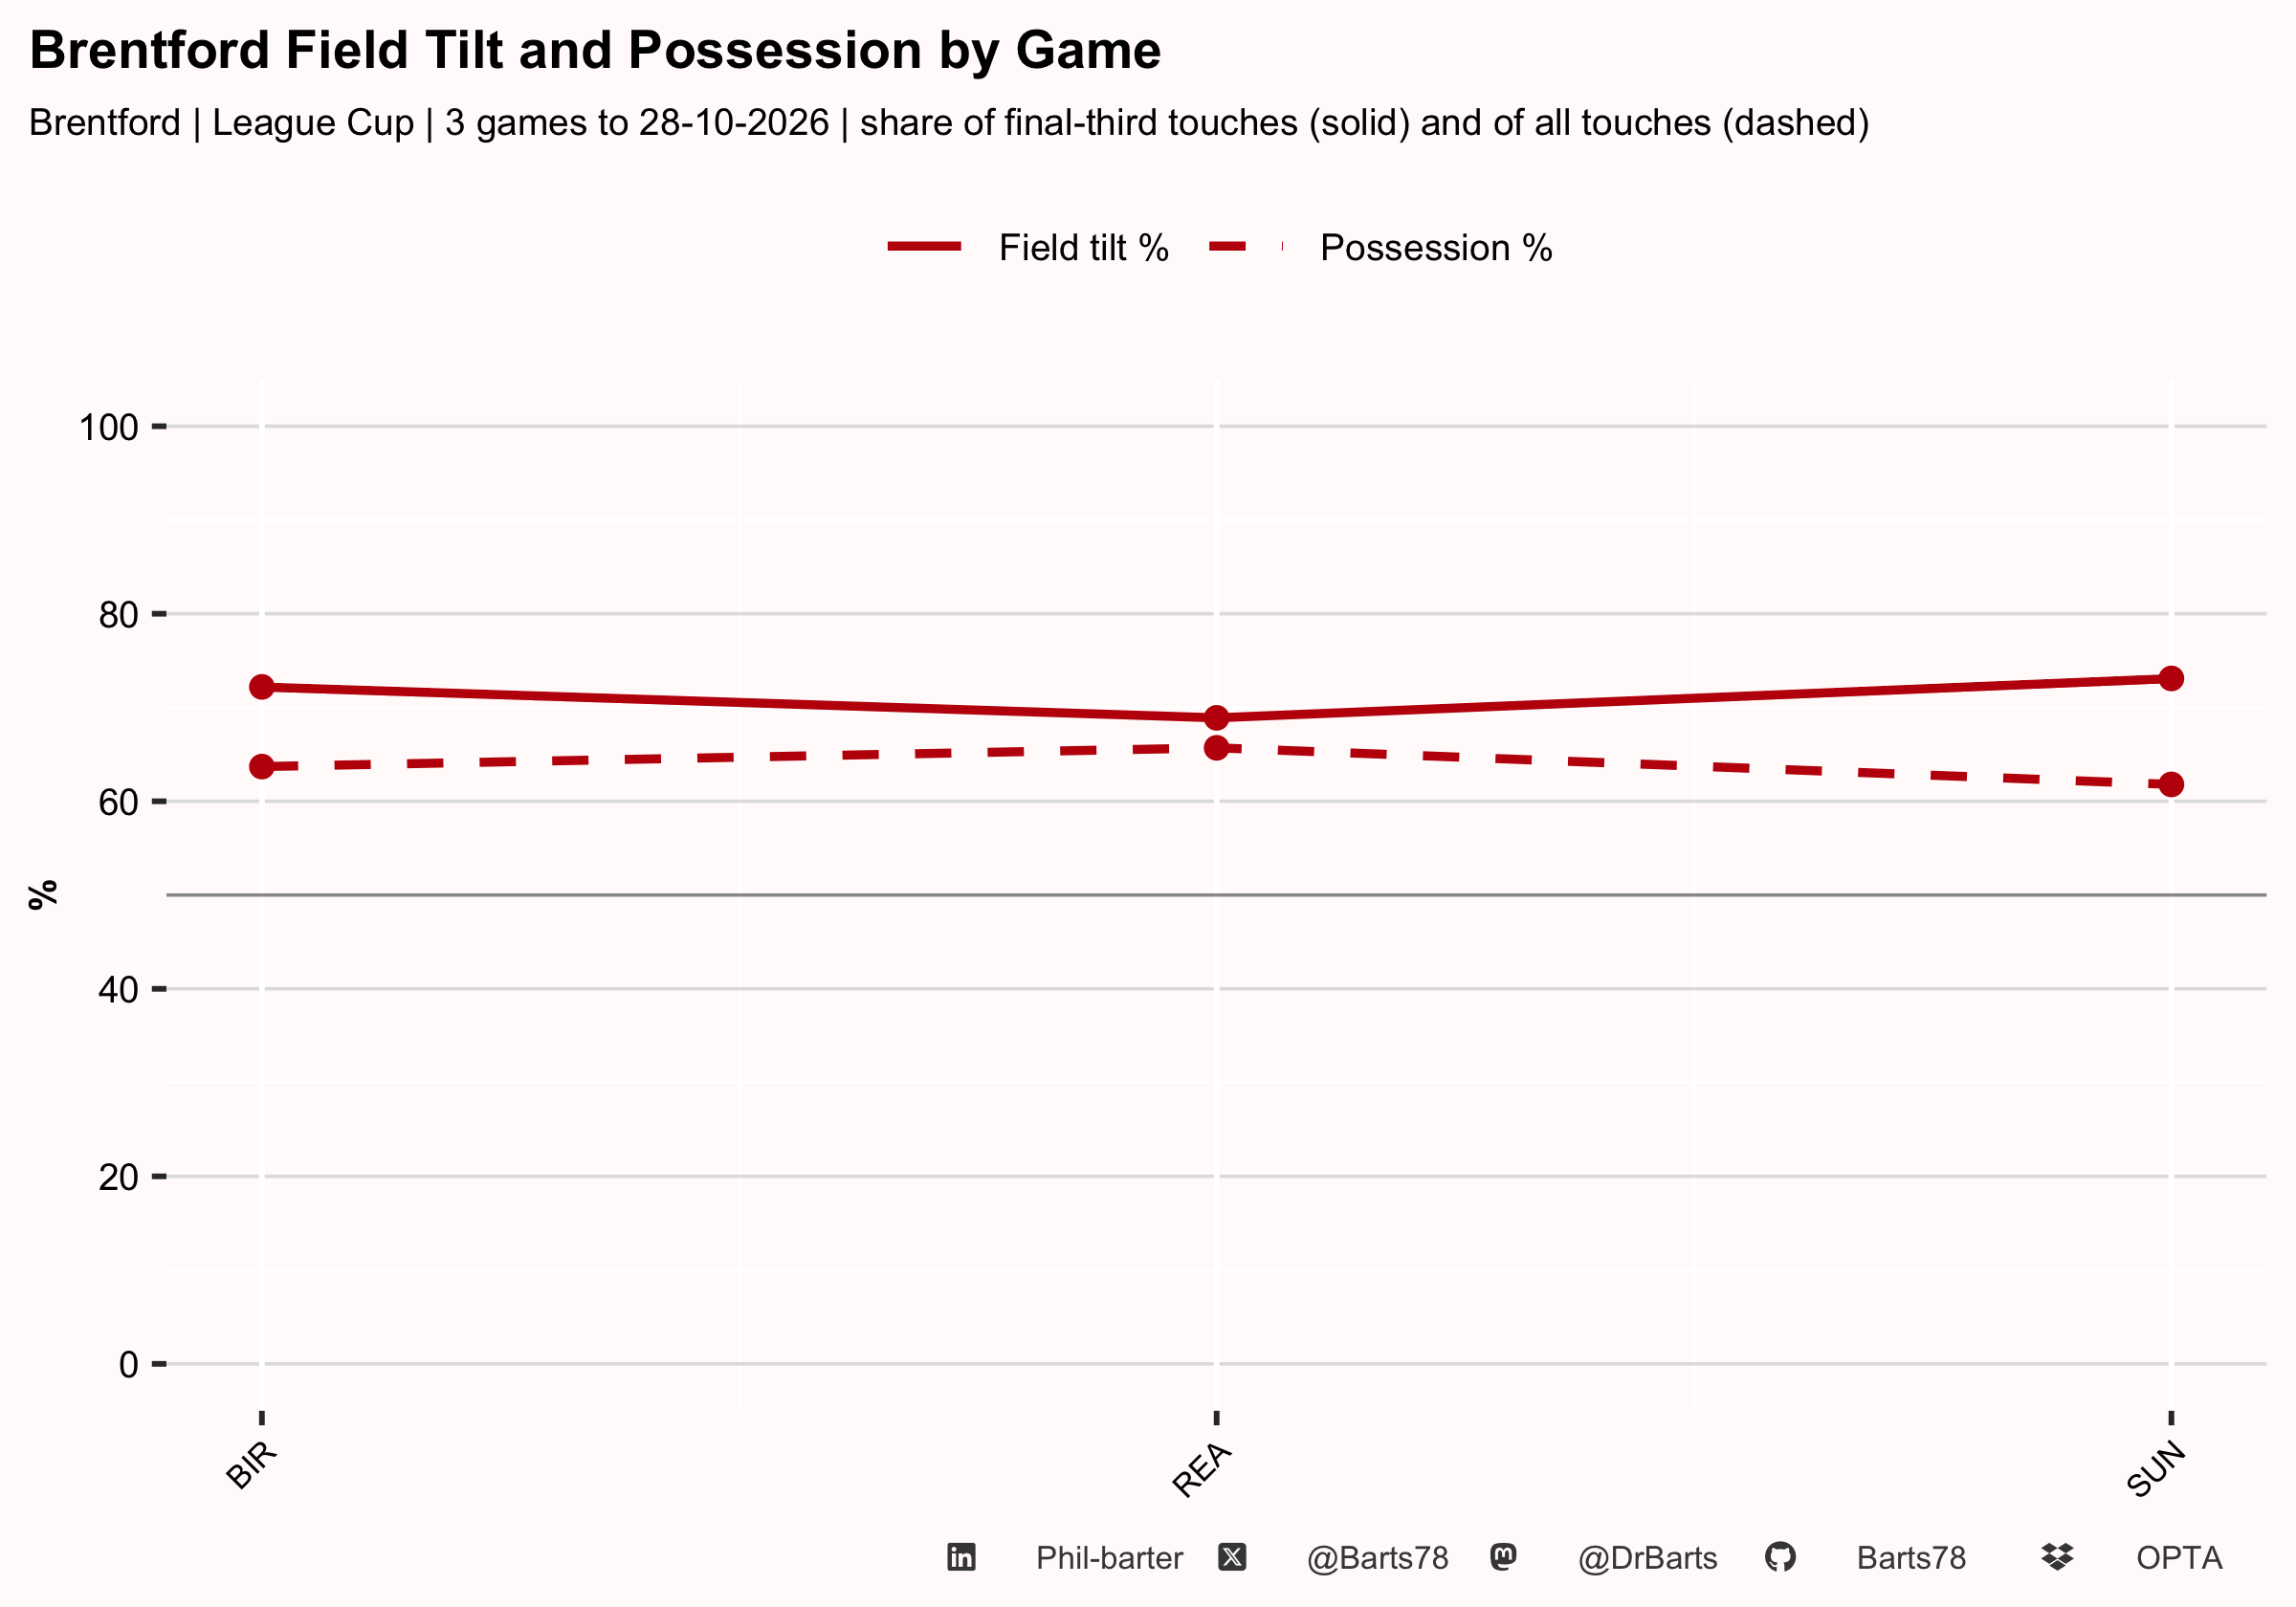 Brentford Field Tilt and Possession by Game
Brentford | League Cup | 3 games to 28-10-2026 | share of final-third touches (solid) and of all touches (dashed)
Field tilt % Possession %
100
80
60
%
40
20
0
BIR REA SUN
Phil-barter @Barts78 @DrBarts Barts78 OPTA